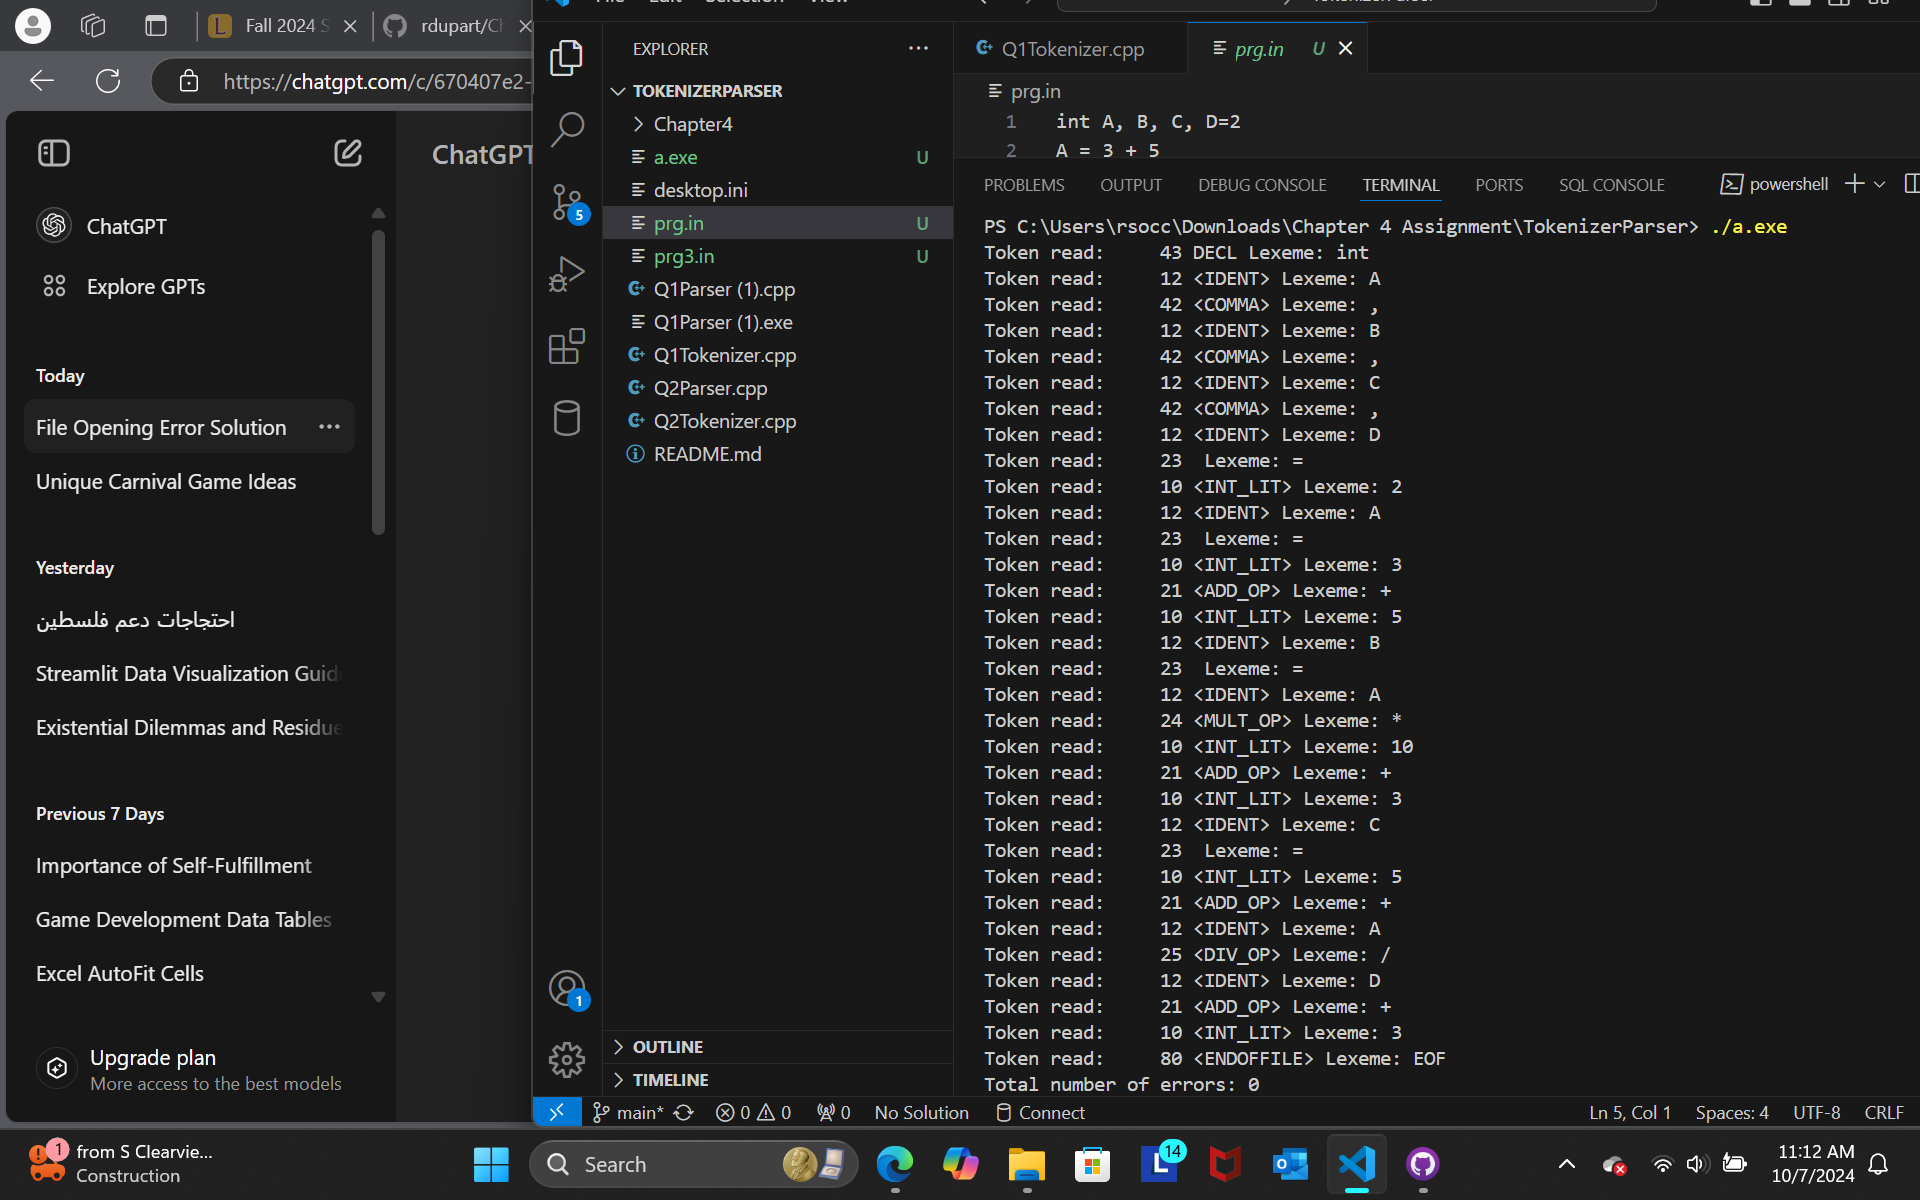 Fall 2024 S
rdupart/Ch
https://chatgpt.com/c/670407e2-
ChatGPT
ChatGPT
Explore GPTs
Today
File Opening Error Solution
Unique Carnival Game Ideas
Yesterday
احتجاجات دعم فلسطين
Streamlit Data Visualization Guide
Existential Dilemmas and Residue
Previous 7 Days
Importance of Self-Fulfillment
Game Development Data Tables
Excel AutoFit Cells
Upgrade plan
More access to the best models
EXPLORER
TOKENIZERPARSER
Chapter4
a.exe U
desktop.ini
prg.in U
prg3.in U
Q1Parser (1).cpp
Q1Parser (1).exe
Q1Tokenizer.cpp
Q2Parser.cpp
Q2Tokenizer.cpp
README.md
5
1
OUTLINE
TIMELINE
Q1Tokenizer.cpp
prg.in U
prg.in
1 int A, B, C, D=2
2 A = 3 + 5
PROBLEMS OUTPUT DEBUG CONSOLE TERMINAL PORTS SQL CONSOLE powershell
PS C:\Users\rsocc\Downloads\Chapter 4 Assignment\TokenizerParser> ./a.exe
Token read: 43 DECL Lexeme: int
Token read: 12 <IDENT> Lexeme: A
Token read: 42 <COMMA> Lexeme: ,
Token read: 12 <IDENT> Lexeme: B
Token read: 42 <COMMA> Lexeme: ,
Token read: 12 <IDENT> Lexeme: C
Token read: 42 <COMMA> Lexeme: ,
Token read: 12 <IDENT> Lexeme: D
Token read: 23 Lexeme: =
Token read: 10 <INT_LIT> Lexeme: 2
Token read: 12 <IDENT> Lexeme: A
Token read: 23 Lexeme: =
Token read: 10 <INT_LIT> Lexeme: 3
Token read: 21 <ADD_OP> Lexeme: +
Token read: 10 <INT_LIT> Lexeme: 5
Token read: 12 <IDENT> Lexeme: B
Token read: 23 Lexeme: =
Token read: 12 <IDENT> Lexeme: A
Token read: 24 <MULT_OP> Lexeme: *
Token read: 10 <INT_LIT> Lexeme: 10
Token read: 21 <ADD_OP> Lexeme: +
Token read: 10 <INT_LIT> Lexeme: 3
Token read: 12 <IDENT> Lexeme: C
Token read: 23 Lexeme: =
Token read: 10 <INT_LIT> Lexeme: 5
Token read: 21 <ADD_OP> Lexeme: +
Token read: 12 <IDENT> Lexeme: A
Token read: 25 <DIV_OP> Lexeme: /
Token read: 12 <IDENT> Lexeme: D
Token read: 21 <ADD_OP> Lexeme: +
Token read: 10 <INT_LIT> Lexeme: 3
Token read: 80 <ENDOFFILE> Lexeme: EOF
Total number of errors: 0
main* 0 0 0 No Solution Connect Ln 5, Col 1 Spaces: 4 UTF-8 CRLF
1
from S Clearvie...
Construction
Search
14
11:12 AM
10/7/2024